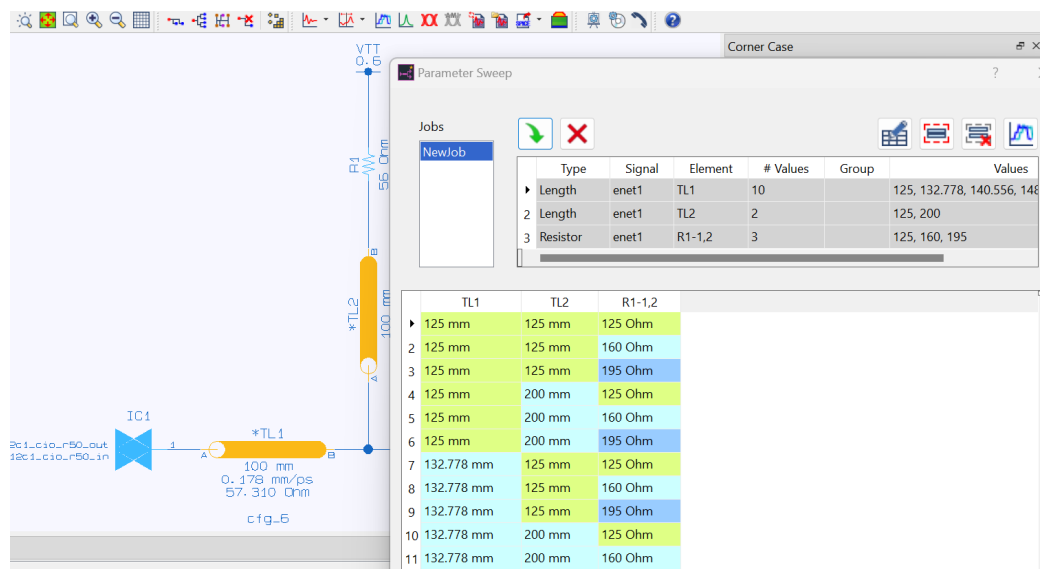 VTT
0.6
Corner Case
Parameter Sweep
?
Jobs
NewJob
Type Signal Element # Values Group Values
Length enet1 TL1 10 125, 132.778, 140.556, 148
2 Length enet1 TL2 2 125, 200
3 Resistor enet1 R1-1,2 3 125, 160, 195
R1
56 Ohm
B
*TL2
A
IC1
2c1_cio_r50_out
12c1_cio_r50_in
1
A
*TL1
B
100 mm
0.178 mm/ps
57.310 Ohm
cfg_6
TL1 TL2 R1-1,2
125 mm 125 mm 125 Ohm
2 125 mm 125 mm 160 Ohm
3 125 mm 125 mm 195 Ohm
4 125 mm 200 mm 125 Ohm
5 125 mm 200 mm 160 Ohm
6 125 mm 200 mm 195 Ohm
7 132.778 mm 125 mm 125 Ohm
8 132.778 mm 125 mm 160 Ohm
9 132.778 mm 125 mm 195 Ohm
10 132.778 mm 200 mm 125 Ohm
11 132.778 mm 200 mm 160 Ohm